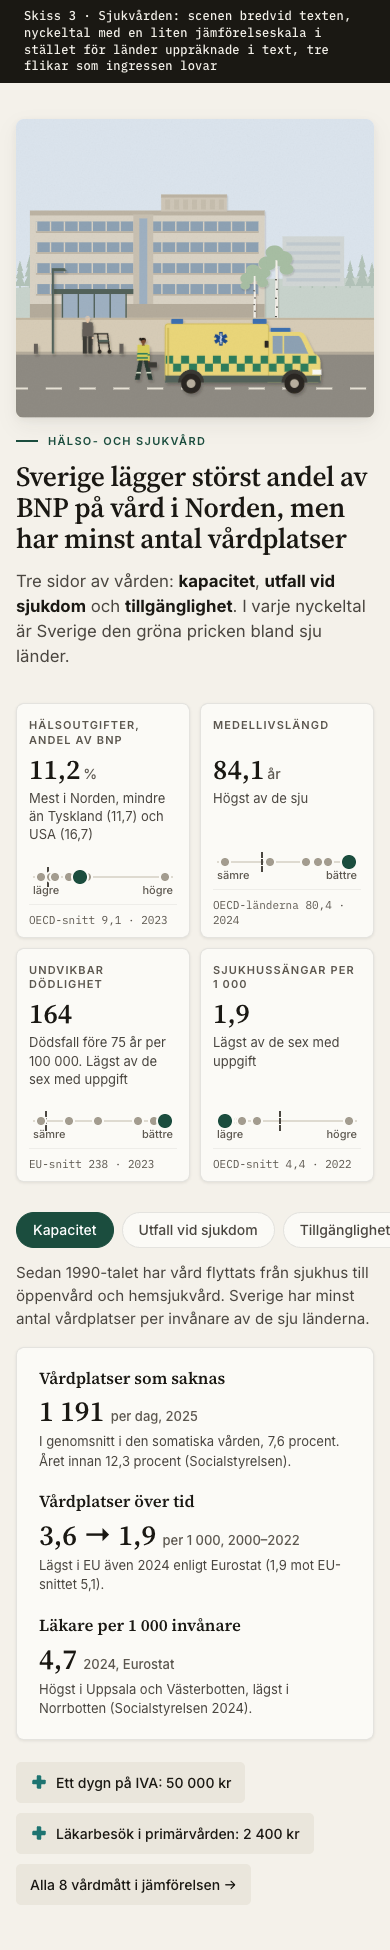 Skiss 3 · Sjukvården: scenen bredvid texten,
nyckeltal med en liten jämförelseskala i
stället för länder uppräknade i text, tre
flikar som ingressen lovar
HÄLSO- OCH SJUKVÅRD
Sverige lägger störst andel av
BNP på vård i Norden, men
har minst antal vårdplatser
Tre sidor av vården: kapacitet, utfall vid
sjukdom och tillgänglighet. I varje nyckeltal
är Sverige den gröna pricken bland sju
länder.
HÄLSOUTGIFTER,
ANDEL AV BNP
11,2 %
Mest i Norden, mindre
än Tyskland (11,7) och
USA (16,7)
lägre högre
OECD-snitt 9,1 · 2023
MEDELLIVSLÄNGD
84,1 år
Högst av de sju
sämre bättre
OECD-länderna 80,4 ·
2024
UNDVIKBAR
DÖDLIGHET
164
Dödsfall före 75 år per
100 000. Lägst av de
sex med uppgift
sämre bättre
EU-snitt 238 · 2023
SJUKHUSSÄNGAR PER
1 000
1,9
Lägst av de sex med
uppgift
lägre högre
OECD-snitt 4,4 · 2022
Kapacitet Utfall vid sjukdom Tillgänglighet
Sedan 1990-talet har vård flyttats från sjukhus till
öppenvård och hemsjukvård. Sverige har minst
antal vårdplatser per invånare av de sju länderna.
Vårdplatser som saknas
1 191 per dag, 2025
I genomsnitt i den somatiska vården, 7,6 procent.
Året innan 12,3 procent (Socialstyrelsen).
Vårdplatser över tid
3,6 → 1,9 per 1 000, 2000–2022
Lägst i EU även 2024 enligt Eurostat (1,9 mot EU-
snittet 5,1).
Läkare per 1 000 invånare
4,7 2024, Eurostat
Högst i Uppsala och Västerbotten, lägst i
Norrbotten (Socialstyrelsen 2024).
Ett dygn på IVA: 50 000 kr
Läkarbesök i primärvården: 2 400 kr
Alla 8 vårdmått i jämförelsen →